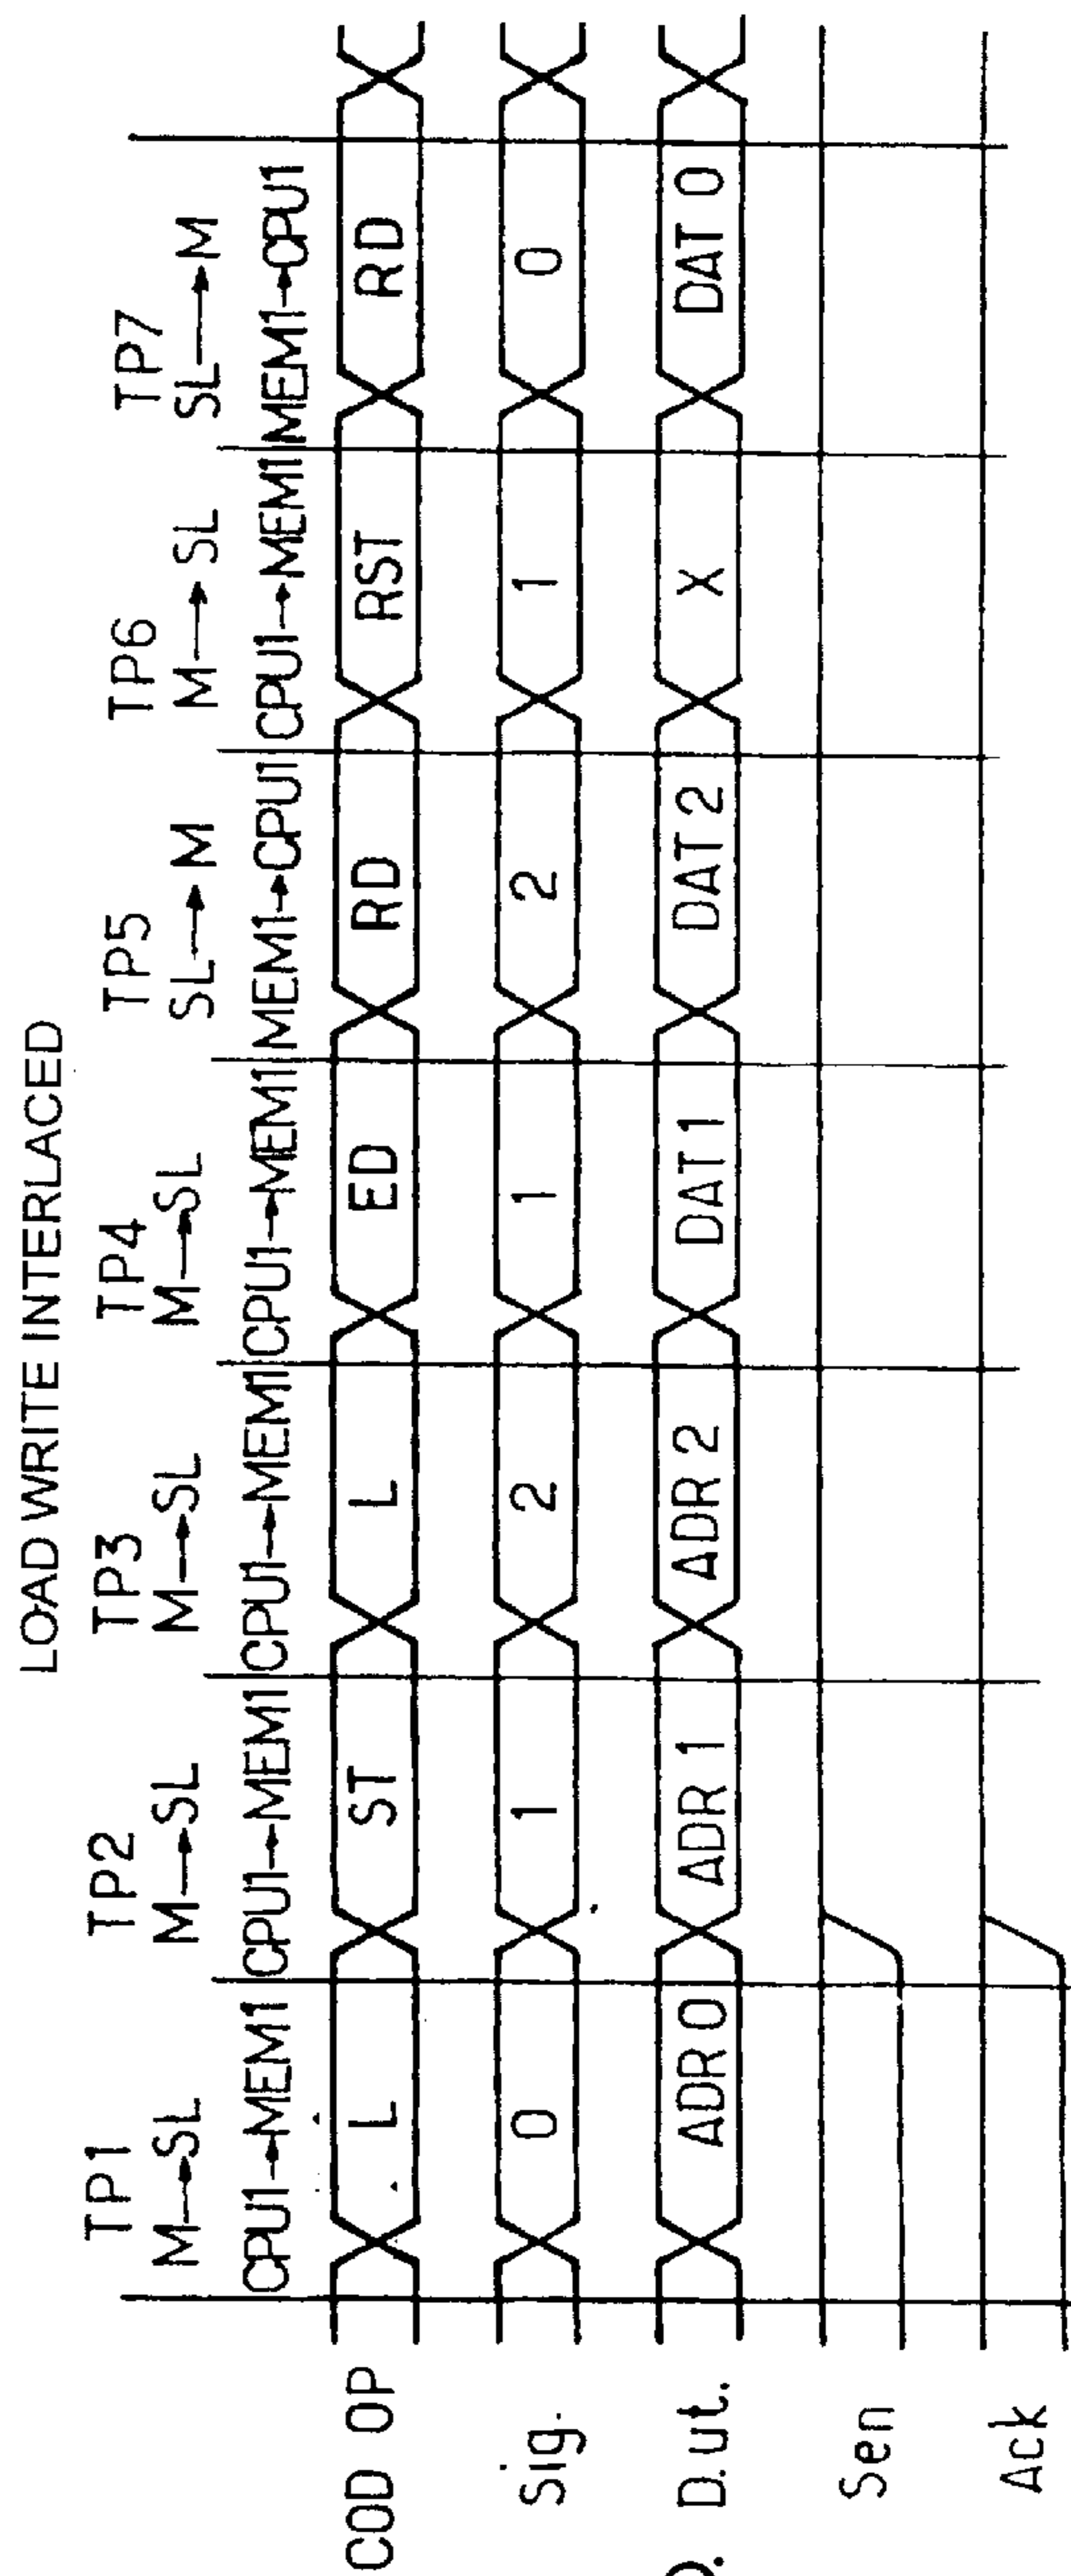 LOAD WRITE INTERLACED
TP1 TP2 TP3 TP4 TP5 TP6 TP7
M→SL M→SL M→SL M→SL SL→M M→SL SL→M
CPU1→MEM1 CPU1→MEM1 CPU1→MEM1 CPU1→MEM1 MEM1→CPU1 CPU1→MEM1 MEM1→CPU1
COD OP L ST L ED RD RST RD
Sig. 0 1 2 1 2 1 0
D.ut. ADR 0 ADR 1 ADR 2 DAT 1 DAT 2 X DAT 0
Sen
Ack